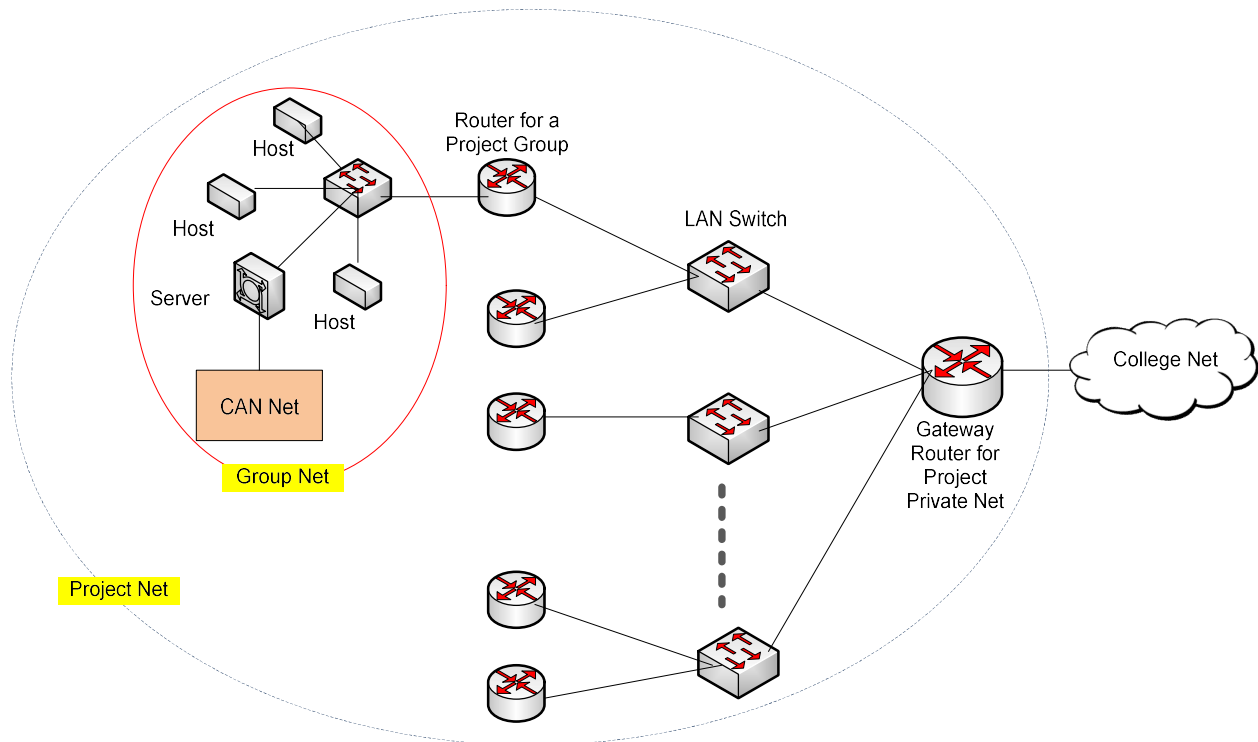 Host
Host
Server
Host
CAN Net
Group Net
Project Net
Router for a
Project Group
LAN Switch
Gateway
Router for
Project
Private Net
College Net